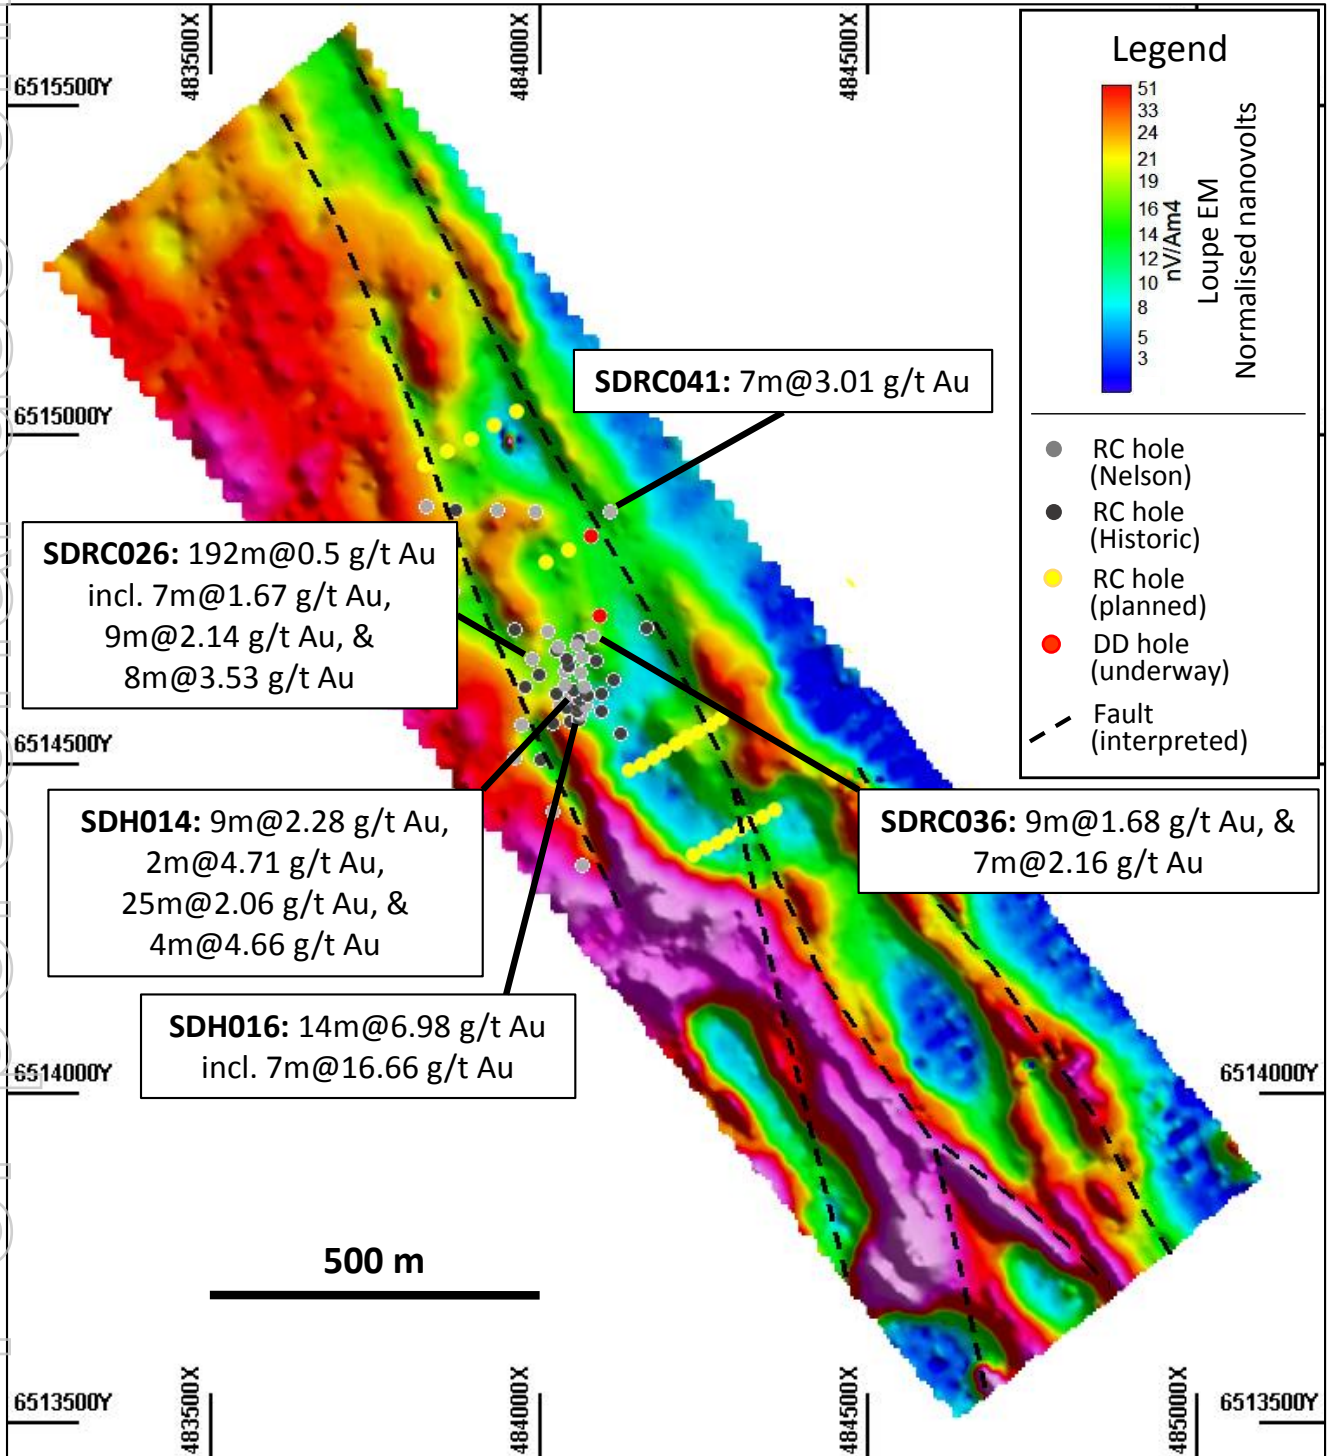 483500X
484000X
484500X
6515500Y
Legend
51
33
24
21
19
16
14
12
10
8
5
3
nV/Am4
Loupe EM
Normalised nanovolts
SDRC041: 7m@3.01 g/t Au
6515000Y
RC hole
(Nelson)
RC hole
(Historic)
RC hole
(planned)
DD hole
(underway)
Fault
(interpreted)
SDRC026: 192m@0.5 g/t Au
incl. 7m@1.67 g/t Au,
9m@2.14 g/t Au, &
8m@3.53 g/t Au
6514500Y
SDH014: 9m@2.28 g/t Au,
2m@4.71 g/t Au,
25m@2.06 g/t Au, &
4m@4.66 g/t Au
SDRC036: 9m@1.68 g/t Au, &
7m@2.16 g/t Au
SDH016: 14m@6.98 g/t Au
incl. 7m@16.66 g/t Au
6514000Y
6514000Y
500 m
6513500Y
483500X
484000X
484500X
485000X
6513500Y